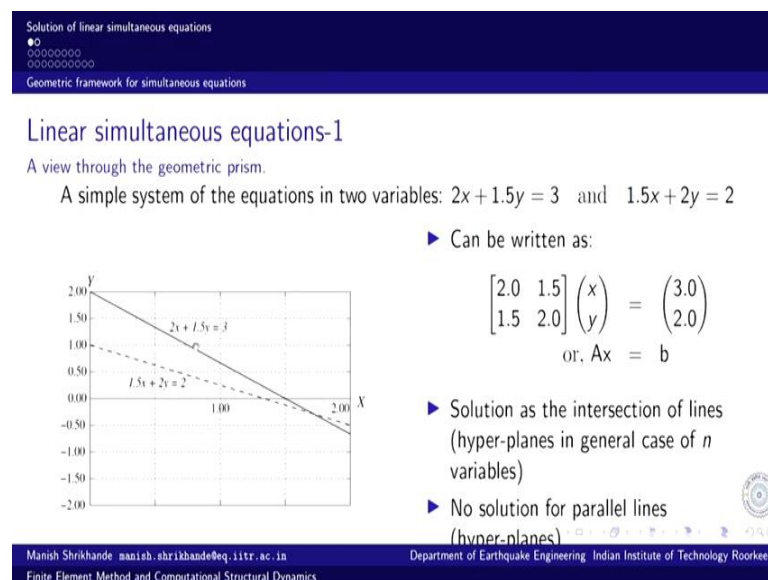 Solution of linear simultaneous equations
Geometric framework for simultaneous equations
Linear simultaneous equations-1
A view through the geometric prism.
A simple system of the equations in two variables: 2x + 1.5y = 3 and 1.5x + 2y = 2
▶ Can be written as:
[2.0 1.5] (x) = (3.0)
[1.5 2.0] (y) (2.0)
or, Ax = b
Y
2.00
1.50
1.00
0.50
0.00
−0.50
−1.00
−1.50
−2.00
2x + 1.5y = 3
1.5x + 2y = 2
1.00
2.00
X
▶ Solution as the intersection of lines
(hyper-planes in general case of n
variables)
▶ No solution for parallel lines
(hyper-planes)
Manish Shrikhande manish.shrikhande@eq.iitr.ac.in
Department of Earthquake Engineering Indian Institute of Technology Roorkee
Finite Element Method and Computational Structural Dynamics